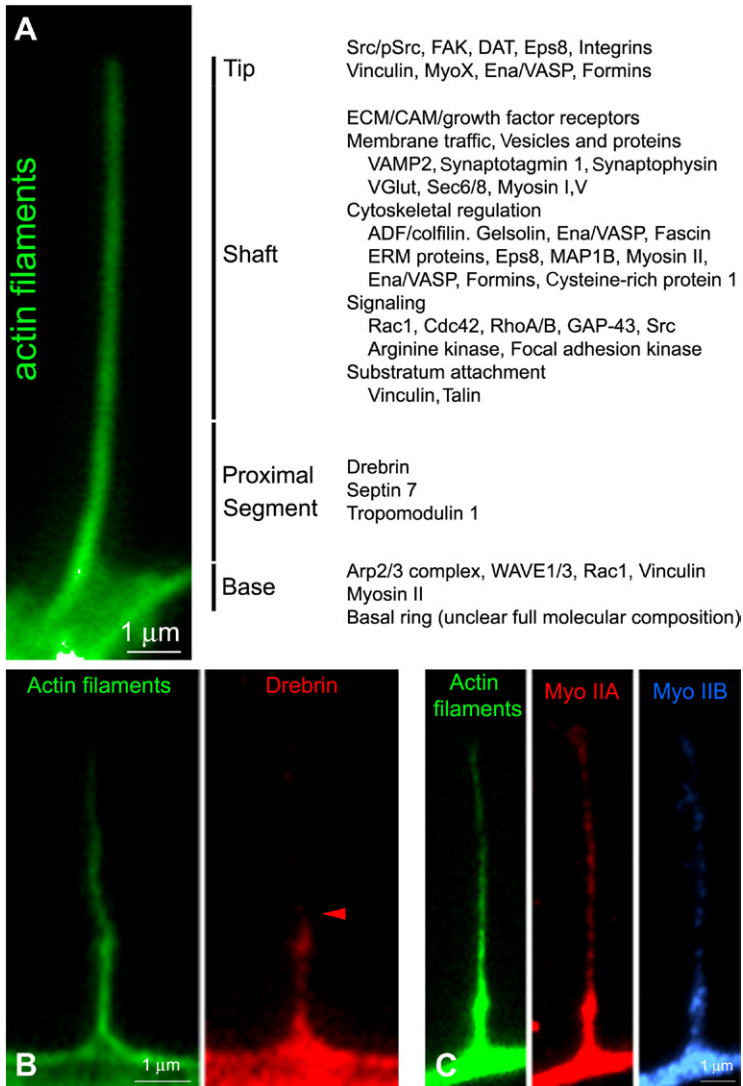 A
actin filaments
1 µm
Tip
Src/pSrc, FAK, DAT, Eps8, Integrins
Vinculin, MyoX, Ena/VASP, Formins
Shaft
ECM/CAM/growth factor receptors
Membrane traffic, Vesicles and proteins
VAMP2, Synaptotagmin 1, Synaptophysin
VGlut, Sec6/8, Myosin I,V
Cytoskeletal regulation
ADF/colfilin. Gelsolin, Ena/VASP, Fascin
ERM proteins, Eps8, MAP1B, Myosin II,
Ena/VASP, Formins, Cysteine-rich protein 1
Signaling
Rac1, Cdc42, RhoA/B, GAP-43, Src
Arginine kinase, Focal adhesion kinase
Substratum attachment
Vinculin, Talin
Proximal
Segment
Drebrin
Septin 7
Tropomodulin 1
Base
Arp2/3 complex, WAVE1/3, Rac1, Vinculin
Myosin II
Basal ring (unclear full molecular composition)
Actin filaments
Drebrin
B
1 µm
Actin
filaments
Myo IIA
Myo IIB
C
1 µm